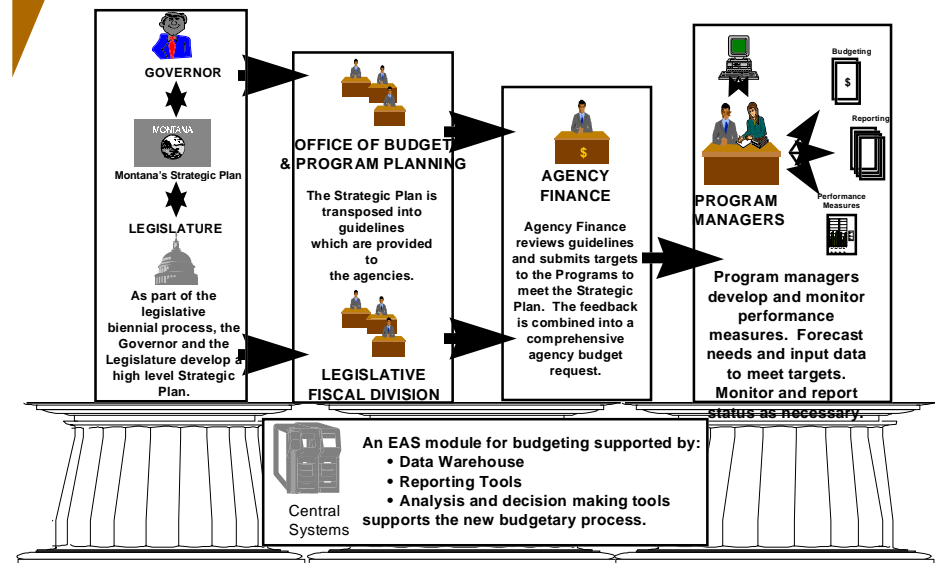 GOVERNOR
MONTANA
Montana's Strategic Plan
LEGISLATURE
As part of the
legislative
biennial process, the
Governor and the
Legislature develop a
high level Strategic
Plan.
OFFICE OF BUDGET
& PROGRAM PLANNING
The Strategic Plan is
transposed into
guidelines
which are provided
to
the agencies.
LEGISLATIVE
FISCAL DIVISION
$
AGENCY
FINANCE
Agency Finance
reviews guidelines
and submits targets
to the Programs to
meet the Strategic
Plan.  The feedback
is combined into a
comprehensive
agency budget
request.
Budgeting
$
Reporting
Performance
Measures
PROGRAM
MANAGERS
Program managers
develop and monitor
performance
measures.  Forecast
needs and input data
to meet targets.
Monitor and report
status as necessary.
Central
Systems
An EAS module for budgeting supported by:
• Data Warehouse
• Reporting Tools
• Analysis and decision making tools
supports the new budgetary process.